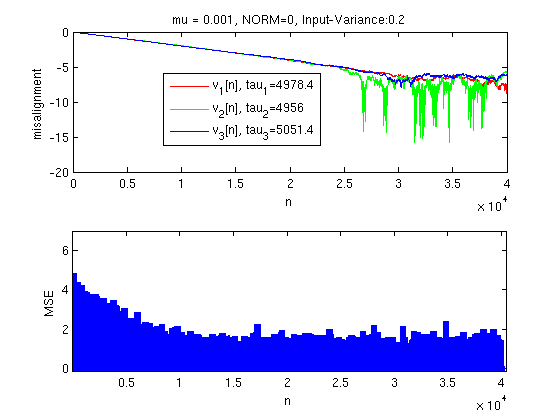 mu = 0.001, NORM=0, Input-Variance:0.2
0
-5
-10
-15
-20
misalignment
v1[n], tau1=4978.4
v2[n], tau2=4956
v3[n], tau3=5051.4
0 0.5 1 1.5 2 2.5 3 3.5 4
n
× 10^4
6
4
2
0
MSE
0.5 1 1.5 2 2.5 3 3.5 4
n
× 10^4